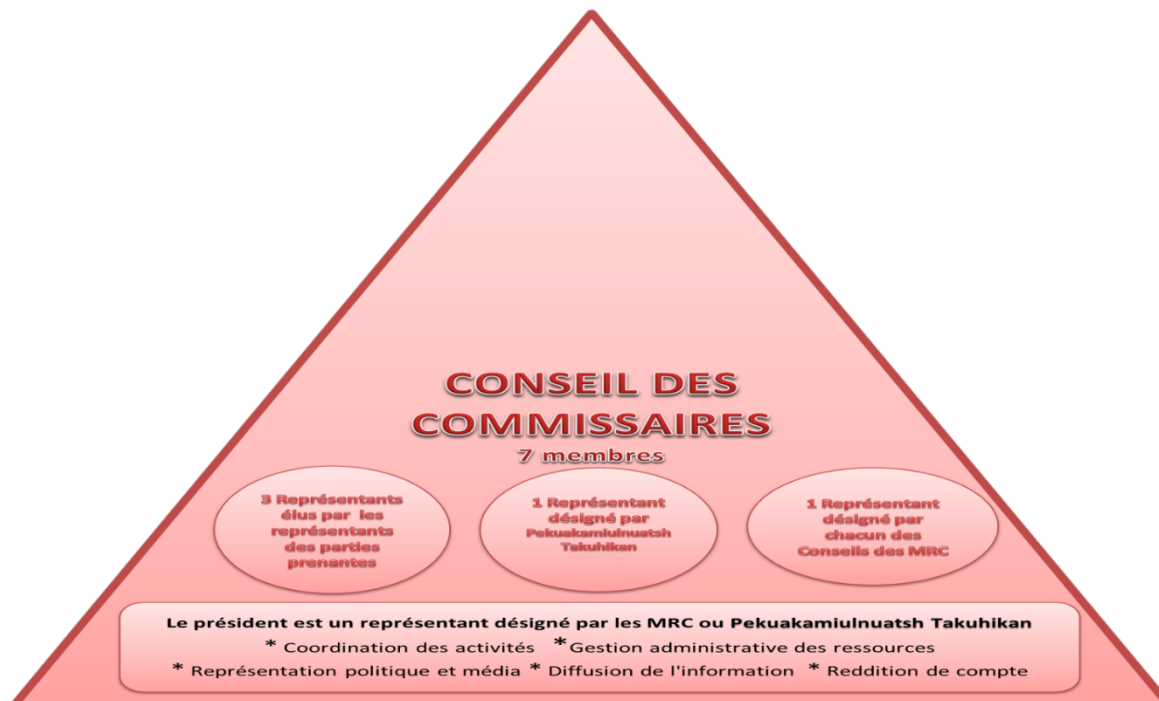 CONSEIL DES
COMMISSAIRES
7 membres
3 Représentants
élus par les
représentants
des parties
prenantes
1 Représentant
désigné par
Pekuakamiulnuatsh
Takuhikan
1 Représentant
désigné par
chacun des
Conseils des MRC
Le président est un représentant désigné par les MRC ou Pekuakamiulnuatsh Takuhikan
* Coordination des activités *Gestion administrative des ressources
* Représentation politique et média * Diffusion de l'information * Reddition de compte